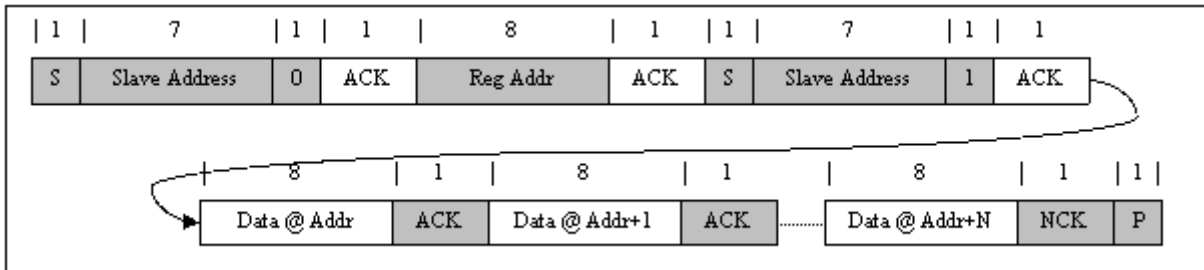 | 1 | 7 | 1 | 1 | 8 | 1 | 1 | 7 | 1 | 1
S Slave Address 0 ACK Reg Addr ACK S Slave Address 1 ACK
| 8 | 1 | 8 | 1 | 8 | 1 | 1 |
Data @ Addr ACK Data @ Addr+1 ACK ........... Data @ Addr+N NCK P